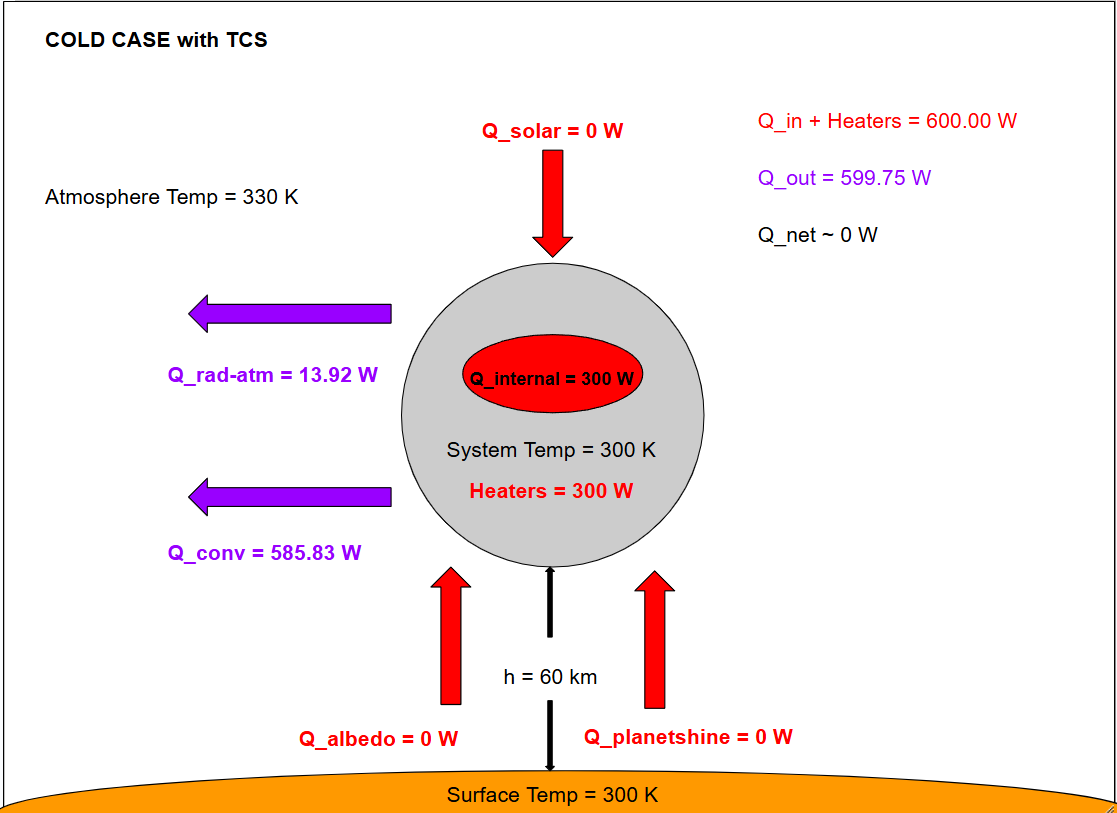 COLD CASE with TCS
Q_solar = 0 W
Q_in + Heaters = 600.00 W
Q_out = 599.75 W
Q_net ~ 0 W
Atmosphere Temp = 330 K
Q_rad-atm = 13.92 W
Q_internal = 300 W
System Temp = 300 K
Heaters = 300 W
Q_conv = 585.83 W
h = 60 km
Q_albedo = 0 W
Q_planetshine = 0 W
Surface Temp = 300 K